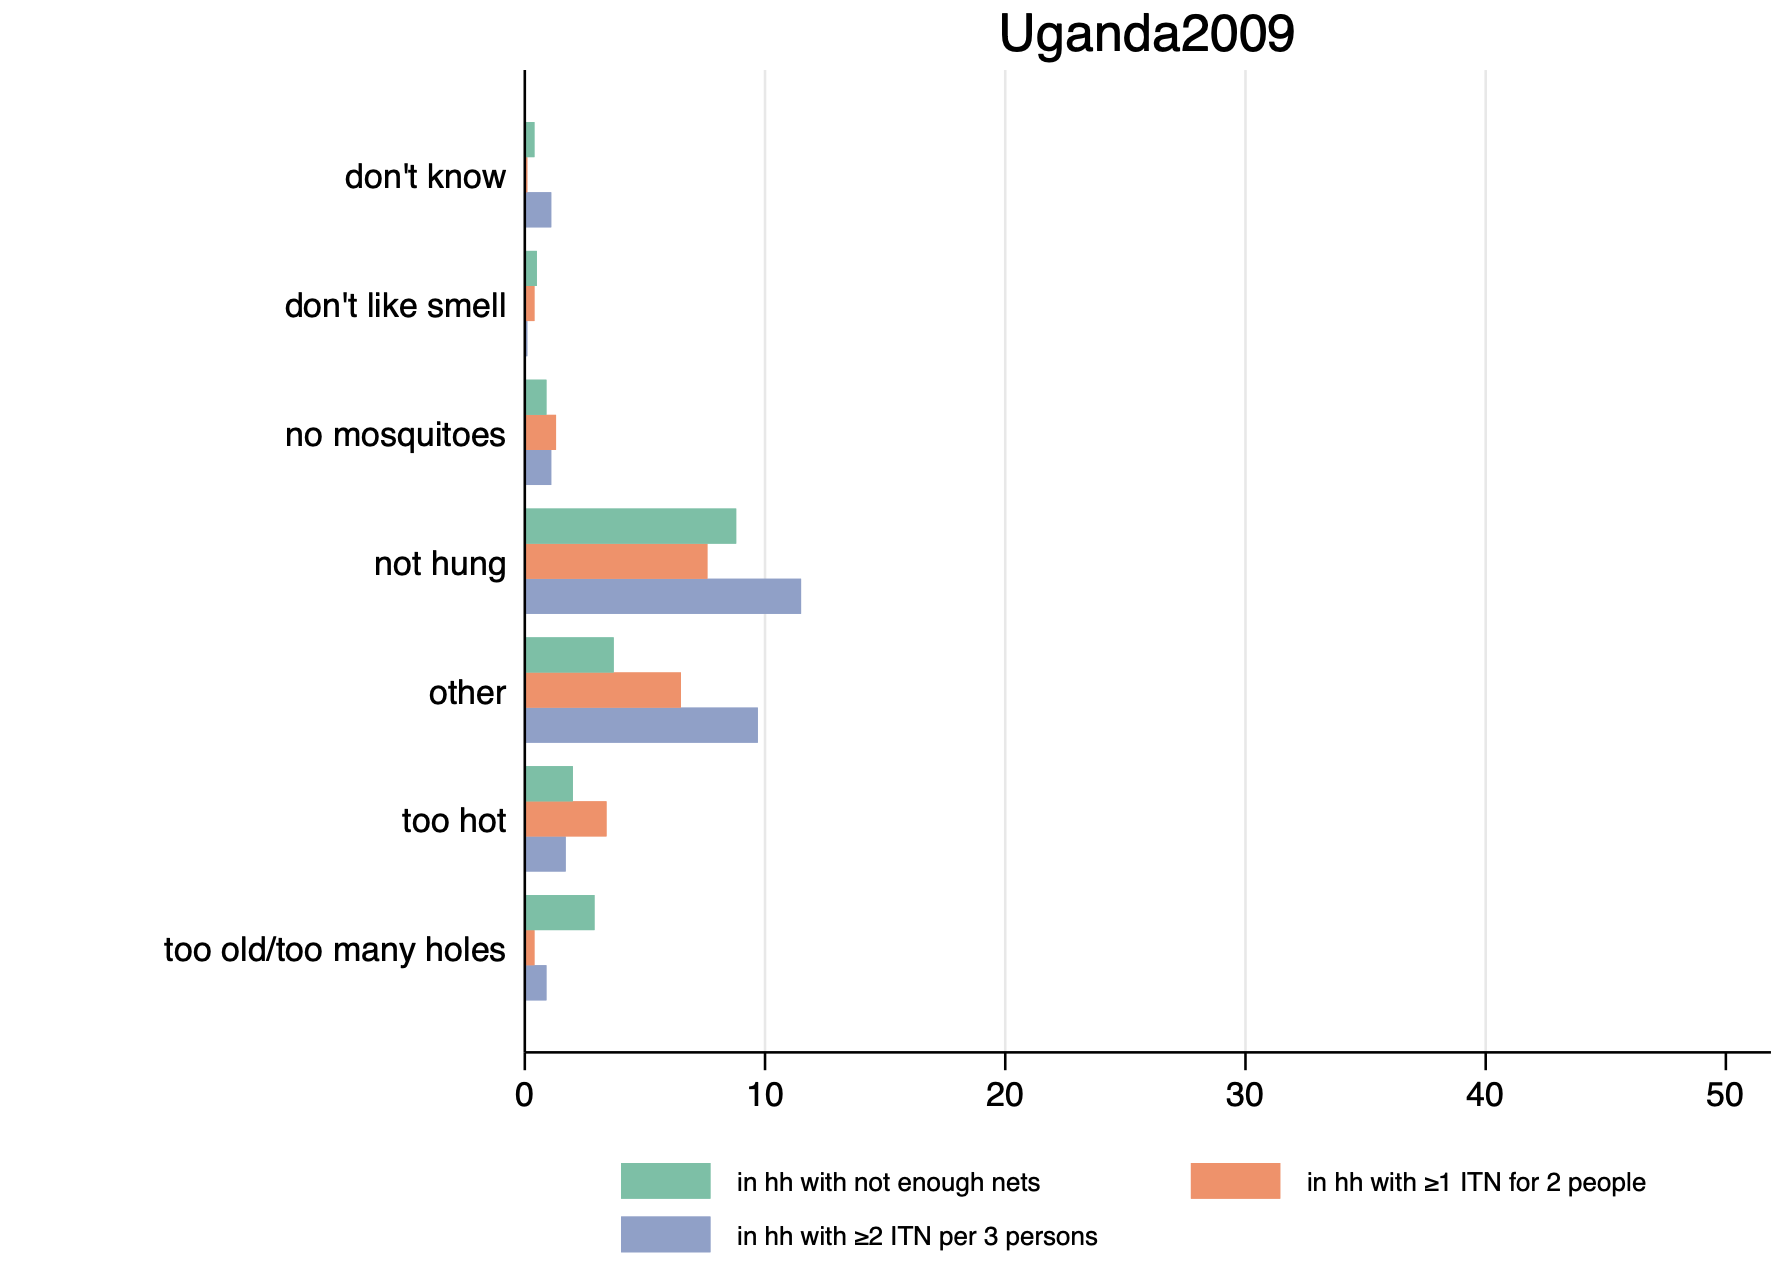 Uganda2009
don't know
don't like smell
no mosquitoes
not hung
other
too hot
too old/too many holes
0 10 20 30 40 50
in hh with not enough nets in hh with ≥1 ITN for 2 people
in hh with ≥2 ITN per 3 persons